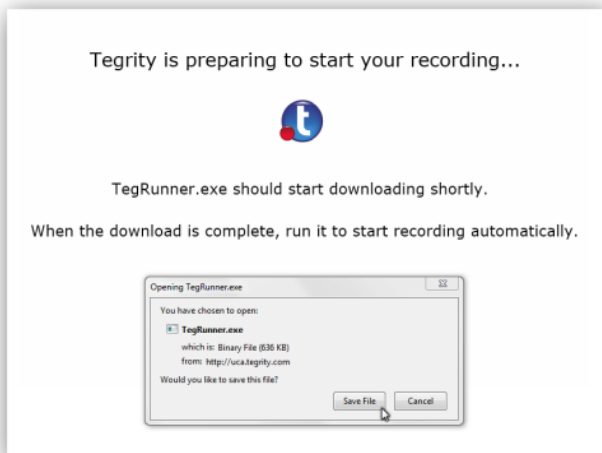 Tegrity is preparing to start your recording...
t
TegRunner.exe should start downloading shortly.
When the download is complete, run it to start recording automatically.
Opening TegRunner.exe
You have chosen to open:
TegRunner.exe
which is: Binary File (636 KB)
from: http://uca.tegrity.com
Would you like to save this file?
Save File Cancel